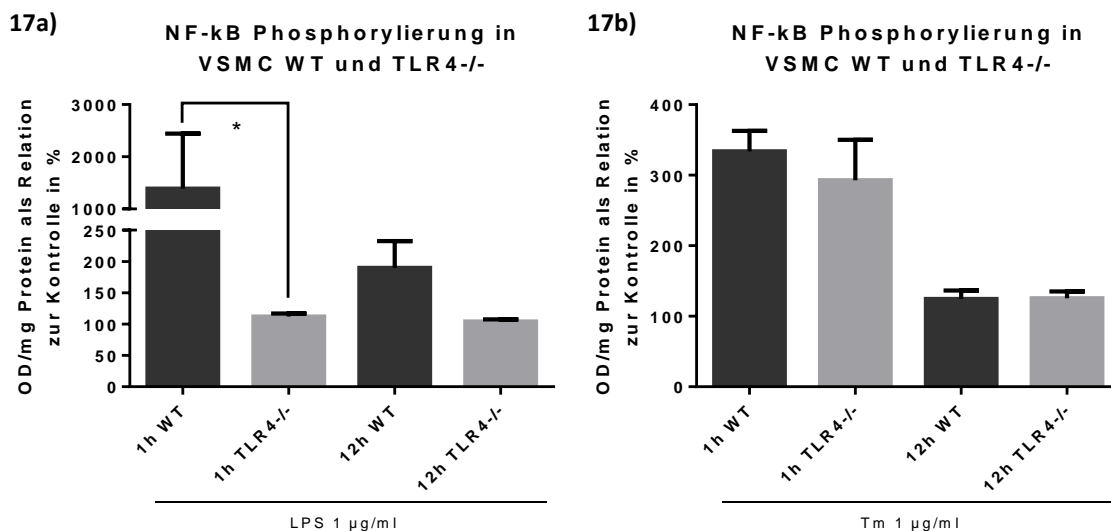 17a)
NF-kB Phosphorylierung in
VSMC WT und TLR4-/-
OD/mg Protein als Relation
zur Kontrolle in %
3000
2000
1000
250
200
150
100
50
0
*
1h WT
1h TLR4-/-
12h WT
12h TLR4-/-
LPS 1 µg/ml
17b)
NF-kB Phosphorylierung in
VSMC WT und TLR4-/-
OD/mg Protein als Relation
zur Kontrolle in %
400
300
200
100
0
1h WT
1h TLR4-/-
12h WT
12h TLR4-/-
Tm 1 µg/ml